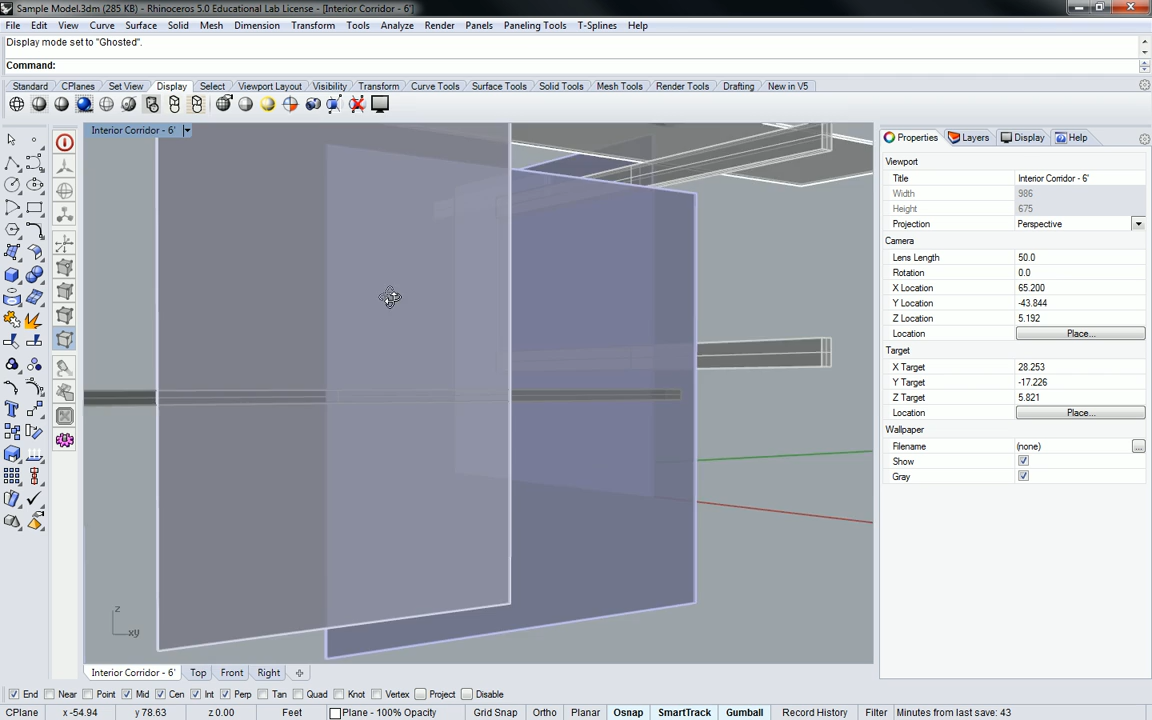 Sample Model.3dm (285 KB) - Rhinoceros 5.0 Educational Lab License - [Interior Corridor - 6']
File Edit View Curve Surface Solid Mesh Dimension Transform Tools Analyze Render Panels Paneling Tools T-Splines Help
Display mode set to "Ghosted".
Command:
Standard CPlanes Set View Display Select Viewport Layout Visibility Transform Curve Tools Surface Tools Solid Tools Mesh Tools Render Tools Drafting New in V5
Interior Corridor - 6'
Properties Layers Display Help
Viewport
Title Interior Corridor - 6'
Width 986
Height 675
Projection Perspective
Camera
Lens Length 50.0
Rotation 0.0
X Location 65.200
Y Location -43.844
Z Location 5.192
Location Place...
Target
X Target 28.253
Y Target -17.226
Z Target 5.821
Location Place...
Wallpaper
Filename (none) ...
Show
Gray
z
xy
Interior Corridor - 6' Top Front Right
End Near Point Mid Cen Int Perp Tan Quad Knot Vertex Project Disable
CPlane x -54.94 y 78.63 z 0.00 Feet Plane - 100% Opacity Grid Snap Ortho Planar Osnap SmartTrack Gumball Record History Filter Minutes from last save: 43